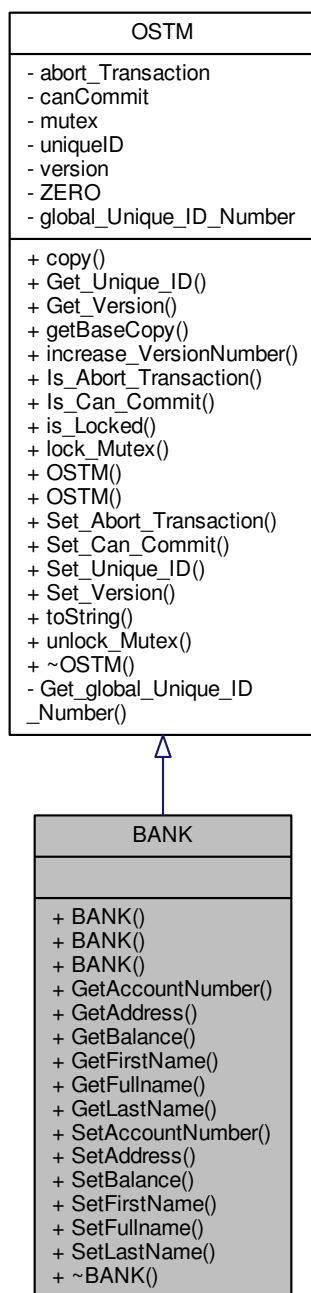 OSTM
- abort_Transaction
- canCommit
- mutex
- uniqueID
- version
- ZERO
- global_Unique_ID_Number
+ copy()
+ Get_Unique_ID()
+ Get_Version()
+ getBaseCopy()
+ increase_VersionNumber()
+ Is_Abort_Transaction()
+ Is_Can_Commit()
+ is_Locked()
+ lock_Mutex()
+ OSTM()
+ OSTM()
+ Set_Abort_Transaction()
+ Set_Can_Commit()
+ Set_Unique_ID()
+ Set_Version()
+ toString()
+ unlock_Mutex()
+ ~OSTM()
- Get_global_Unique_ID
_Number()
BANK
+ BANK()
+ BANK()
+ BANK()
+ GetAccountNumber()
+ GetAddress()
+ GetBalance()
+ GetFirstName()
+ GetFullname()
+ GetLastName()
+ SetAccountNumber()
+ SetAddress()
+ SetBalance()
+ SetFirstName()
+ SetFullname()
+ SetLastName()
+ ~BANK()